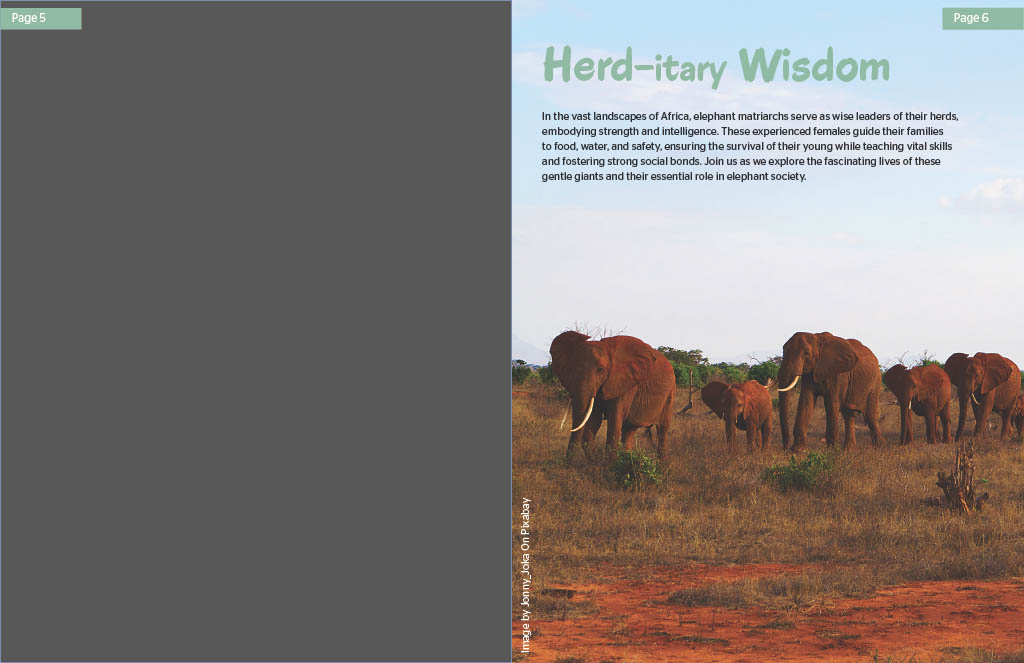 Page 5
Page 6
Herd-itary Wisdom
In the vast landscapes of Africa, elephant matriarchs serve as wise leaders of their herds,
embodying strength and intelligence. These experienced females guide their families
to food, water, and safety, ensuring the survival of their young while teaching vital skills
and fostering strong social bonds. Join us as we explore the fascinating lives of these
gentle giants and their essential role in elephant society.
Image by Jonny_Joka On Pixabay